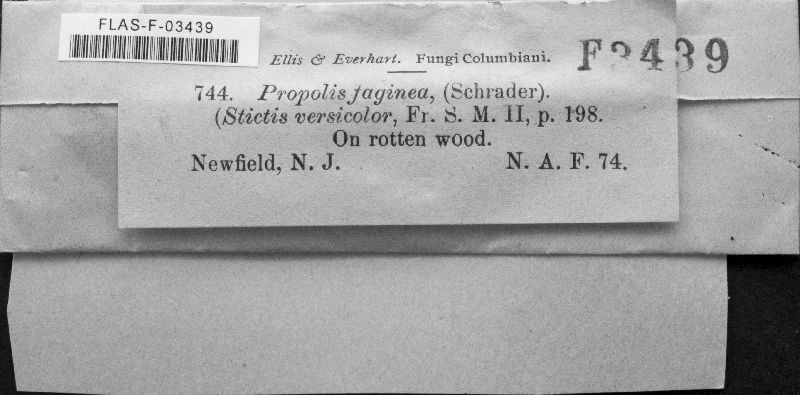 FLAS-F-03439
Ellis & Everhart. Fungi Columbiani.
F3439
744. Propolis faginea, (Schrader).
(Stictis versicolor, Fr. S. M. II, p. 198.
On rotten wood.
Newfield, N. J. N. A. F. 74.